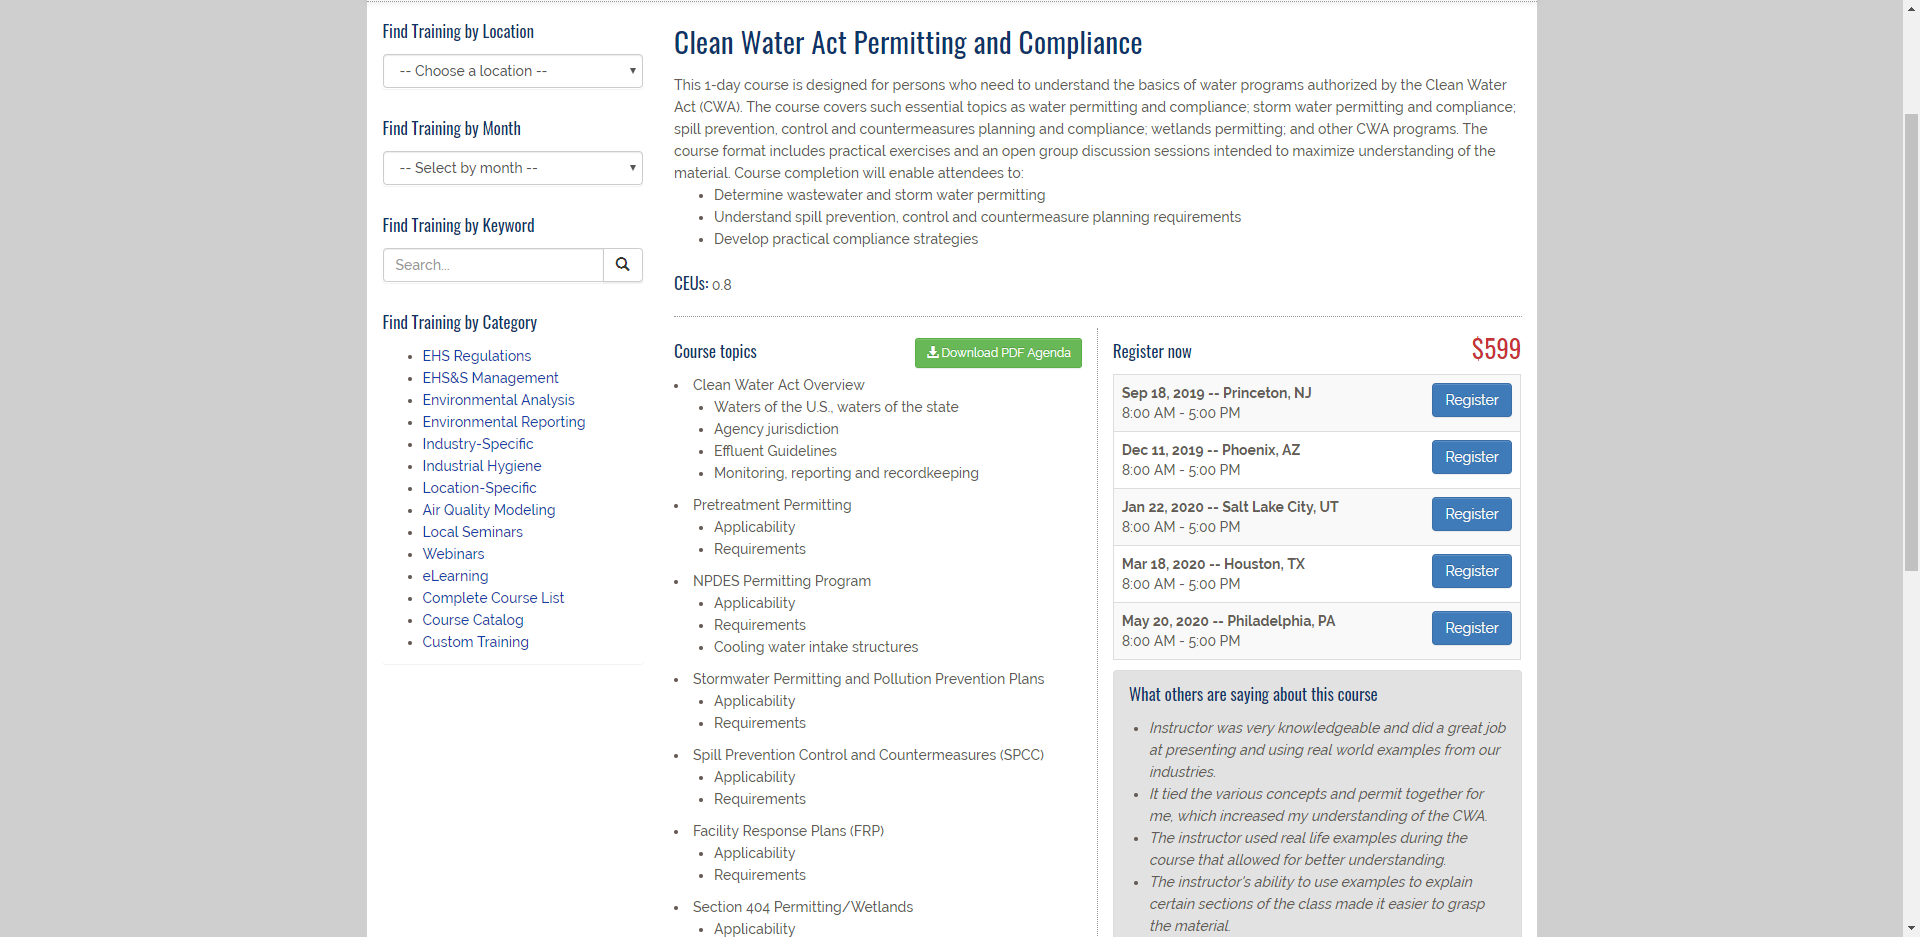 Find Training by Location
-- Choose a location --
Find Training by Month
-- Select by month --
Find Training by Keyword
Search...
Find Training by Category
EHS Regulations
EHS&S Management
Environmental Analysis
Environmental Reporting
Industry-Specific
Industrial Hygiene
Location-Specific
Air Quality Modeling
Local Seminars
Webinars
eLearning
Complete Course List
Course Catalog
Custom Training
Clean Water Act Permitting and Compliance
This 1-day course is designed for persons who need to understand the basics of water programs authorized by the Clean Water
Act (CWA). The course covers such essential topics as water permitting and compliance; storm water permitting and compliance;
spill prevention, control and countermeasures planning and compliance; wetlands permitting; and other CWA programs. The
course format includes practical exercises and an open group discussion sessions intended to maximize understanding of the
material. Course completion will enable attendees to:
Determine wastewater and storm water permitting
Understand spill prevention, control and countermeasure planning requirements
Develop practical compliance strategies
CEUs: 0.8
Course topics
Download PDF Agenda
Clean Water Act Overview
Waters of the U.S., waters of the state
Agency jurisdiction
Effluent Guidelines
Monitoring, reporting and recordkeeping
Pretreatment Permitting
Applicability
Requirements
NPDES Permitting Program
Applicability
Requirements
Cooling water intake structures
Stormwater Permitting and Pollution Prevention Plans
Applicability
Requirements
Spill Prevention Control and Countermeasures (SPCC)
Applicability
Requirements
Facility Response Plans (FRP)
Applicability
Requirements
Section 404 Permitting/Wetlands
Applicability
Register now
$599
Sep 18, 2019 -- Princeton, NJ
8:00 AM - 5:00 PM
Register
Dec 11, 2019 -- Phoenix, AZ
8:00 AM - 5:00 PM
Register
Jan 22, 2020 -- Salt Lake City, UT
8:00 AM - 5:00 PM
Register
Mar 18, 2020 -- Houston, TX
8:00 AM - 5:00 PM
Register
May 20, 2020 -- Philadelphia, PA
8:00 AM - 5:00 PM
Register
What others are saying about this course
Instructor was very knowledgeable and did a great job
at presenting and using real world examples from our
industries.
It tied the various concepts and permit together for
me, which increased my understanding of the CWA.
The instructor used real life examples during the
course that allowed for better understanding.
The instructor's ability to use examples to explain
certain sections of the class made it easier to grasp
the material.